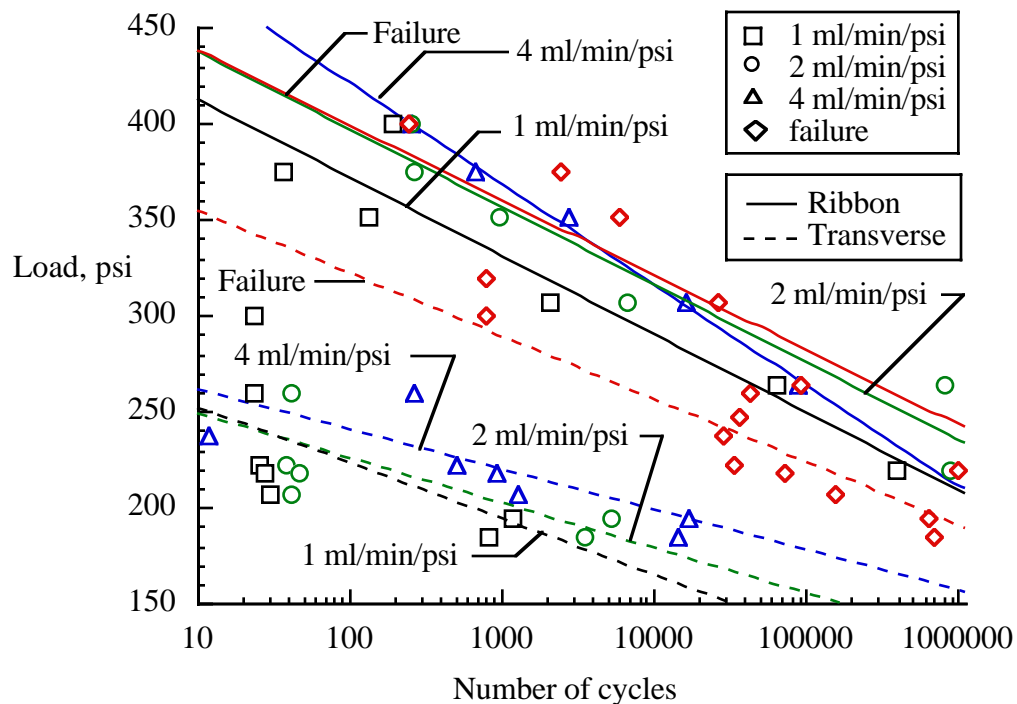 450
400
350
300
250
200
150
Load, psi
10
100
1000
10000
100000
1000000
Number of cycles
Failure
4 ml/min/psi
1 ml/min/psi
Failure
2 ml/min/psi
4 ml/min/psi
2 ml/min/psi
1 ml/min/psi
1 ml/min/psi
2 ml/min/psi
4 ml/min/psi
failure
Ribbon
Transverse